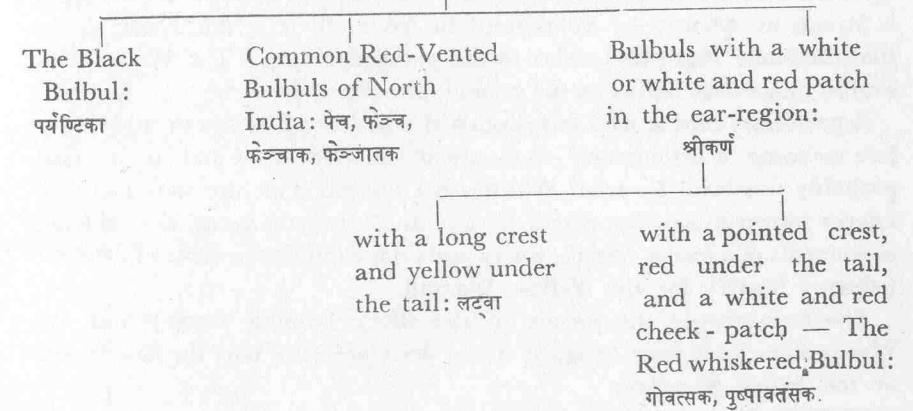 The Black
Bulbul:
पर्यष्टिका
Common Red-Vented
Bulbuls of North
India: पेच, फञ्च,
फेञ्चाक, फेञ्जातक
Bulbuls with a white
or white and red patch
in the ear-region:
श्रीकर्ण
with a long crest
and yellow under
the tail: लट्वा
with a pointed crest,
red under the tail,
and a white and red
cheek-patch — The
Red whiskered Bulbul:
गोवत्सक, पुष्पावतंसक.